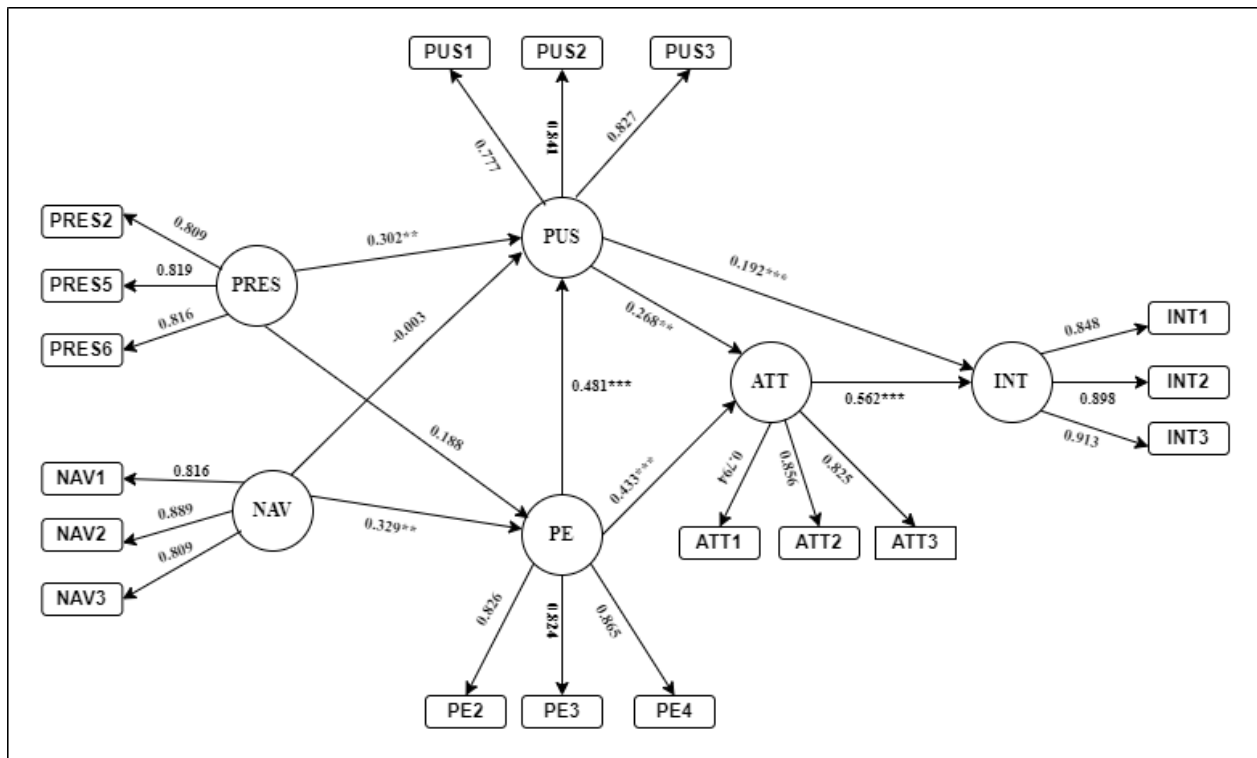 PUS1
PUS2
PUS3
0.777
0.841
0.827
PRES2
0.809
PRES5
0.819
PRES
PRES6
0.816
0.302**
PUS
0.192***
-0.003
0.268**
0.481***
0.188
ATT
0.562***
INT
0.848
INT1
0.898
INT2
0.913
INT3
NAV1
0.816
NAV2
0.889
NAV
NAV3
0.809
0.329**
PE
0.433***
0.794
0.856
0.825
ATT1
ATT2
ATT3
0.826
0.824
0.865
PE2
PE3
PE4